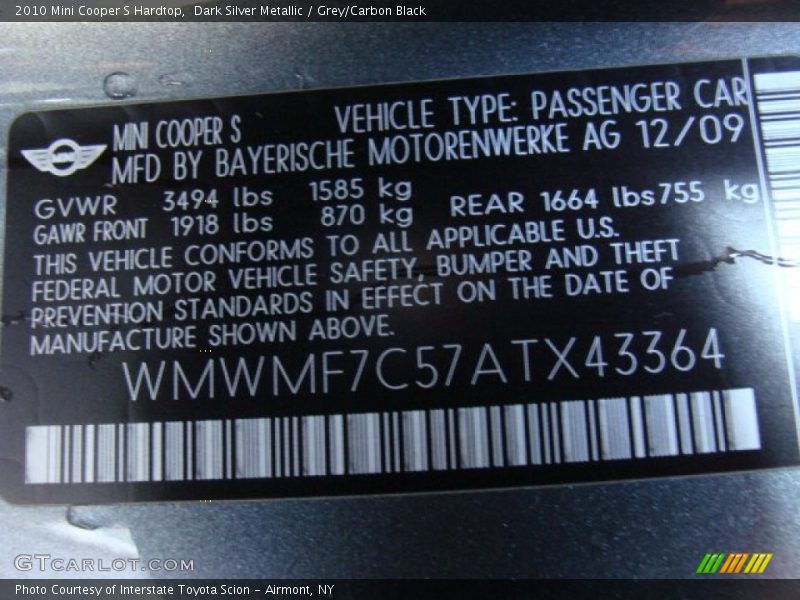 2010 Mini Cooper S Hardtop,  Dark Silver Metallic / Grey/Carbon Black
MINI COOPER S VEHICLE TYPE: PASSENGER CAR
MINI MFD BY BAYERISCHE MOTORENWERKE AG 12/09
GVWR 3494 lbs 1585 kg
GAWR FRONT 1918 lbs 870 kg REAR 1664 lbs 755 kg
THIS VEHICLE CONFORMS TO ALL APPLICABLE U.S.
FEDERAL MOTOR VEHICLE SAFETY, BUMPER AND THEFT
PREVENTION STANDARDS IN EFFECT ON THE DATE OF
MANUFACTURE SHOWN ABOVE.
WMWMF7C57ATX43364
GTCARLOT.COM
Photo Courtesy of Interstate Toyota Scion – Airmont, NY